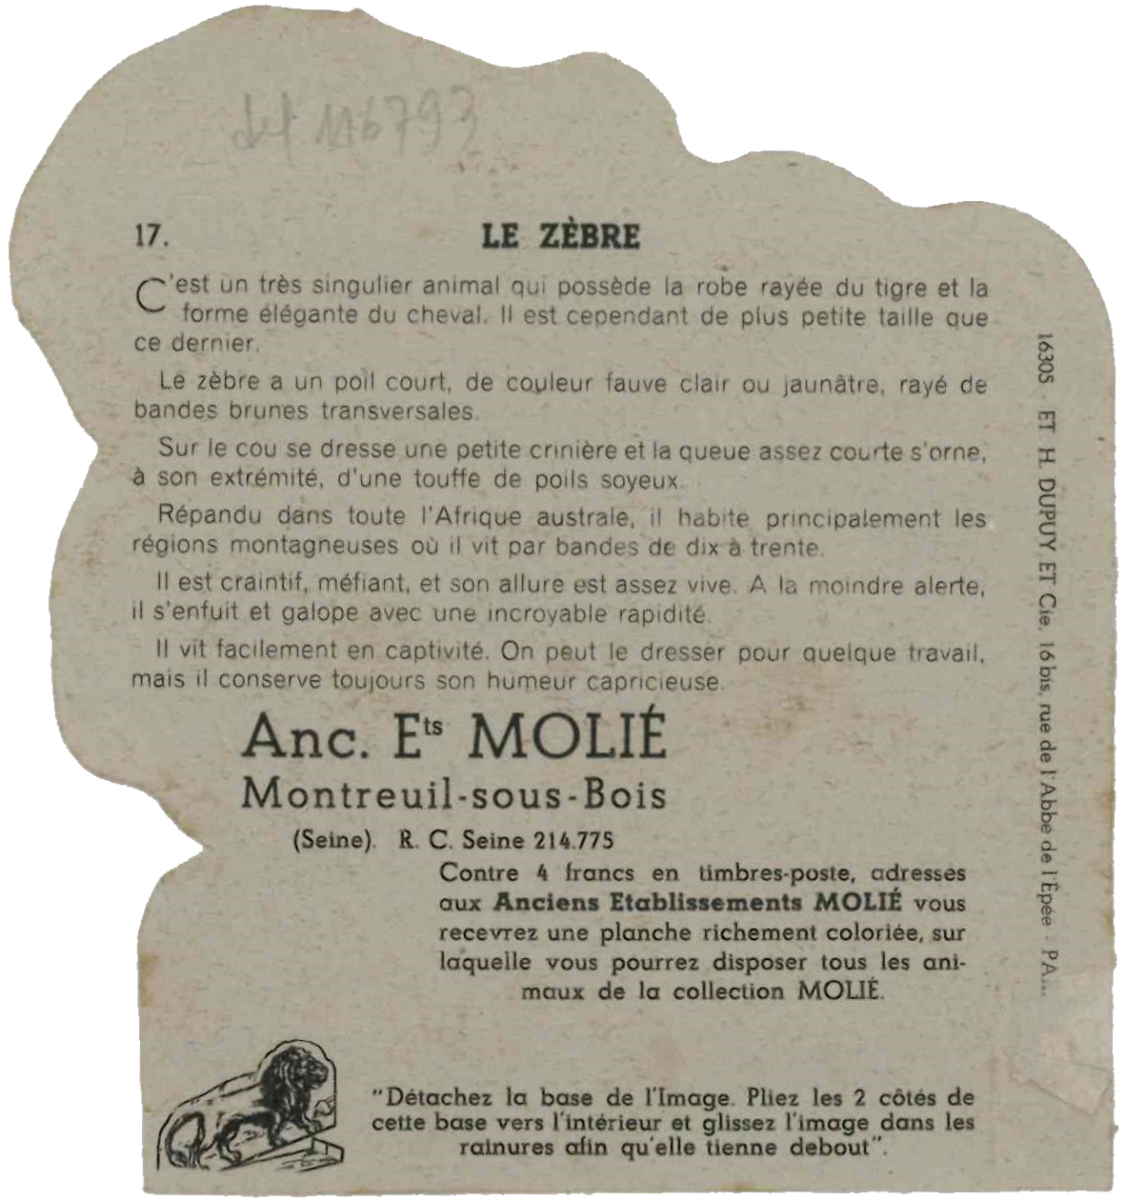 17.
LE ZÈBRE
C'est un très singulier animal qui possède la robe rayée du tigre et la
forme élégante du cheval. Il est cependant de plus petite taille que
ce dernier.
Le zèbre a un poil court, de couleur fauve clair ou jaunâtre, rayé de
bandes brunes transversales.
Sur le cou se dresse une petite crinière et la queue assez courte s'orne,
à son extrémité, d'une touffe de poils soyeux.
Répandu dans toute l'Afrique australe, il habite principalement les
régions montagneuses où il vit par bandes de dix à trente.
Il est craintif, méfiant, et son allure est assez vive. A la moindre alerte,
il s'enfuit et galope avec une incroyable rapidité.
Il vit facilement en captivité. On peut le dresser pour quelque travail,
mais il conserve toujours son humeur capricieuse.
Anc. Ets MOLIÉ
Montreuil-sous-Bois
(Seine). R. C. Seine 214.775
Contre 4 francs en timbres-poste, adressés
aux Anciens Etablissements MOLIÉ vous
recevrez une planche richement coloriée, sur
laquelle vous pourrez disposer tous les ani-
maux de la collection MOLIÉ.
"Détachez la base de l'Image. Pliez les 2 côtés de
cette base vers l'intérieur et glissez l'image dans les
rainures afin qu'elle tienne debout".
16305 - ET H. DUPUY ET Cie, 16 bis, rue de l'Abbé de l'Épée - PA...